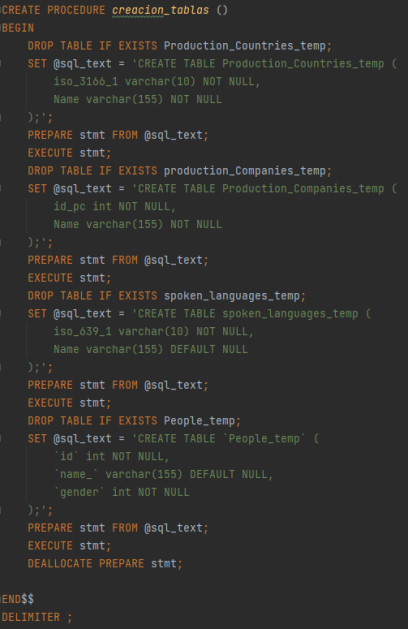 CREATE PROCEDURE creacion_tablas ()
BEGIN
    DROP TABLE IF EXISTS Production_Countries_temp;
    SET @sql_text = 'CREATE TABLE Production_Countries_temp (
        iso_3166_1 varchar(10) NOT NULL,
        Name varchar(155) NOT NULL
    );';
    PREPARE stmt FROM @sql_text;
    EXECUTE stmt;
    DROP TABLE IF EXISTS production_Companies_temp;
    SET @sql_text = 'CREATE TABLE Production_Companies_temp (
        id_pc int NOT NULL,
        Name varchar(155) NOT NULL
    );';
    PREPARE stmt FROM @sql_text;
    EXECUTE stmt;
    DROP TABLE IF EXISTS spoken_languages_temp;
    SET @sql_text = 'CREATE TABLE spoken_languages_temp (
        iso_639_1 varchar(10) NOT NULL,
        Name varchar(155) DEFAULT NULL
    );';
    PREPARE stmt FROM @sql_text;
    EXECUTE stmt;
    DROP TABLE IF EXISTS People_temp;
    SET @sql_text = 'CREATE TABLE `People_temp` (
        `id` int NOT NULL,
        `name_` varchar(155) DEFAULT NULL,
        `gender` int NOT NULL
    );';
    PREPARE stmt FROM @sql_text;
    EXECUTE stmt;
    DEALLOCATE PREPARE stmt;

END$$
DELIMITER ;